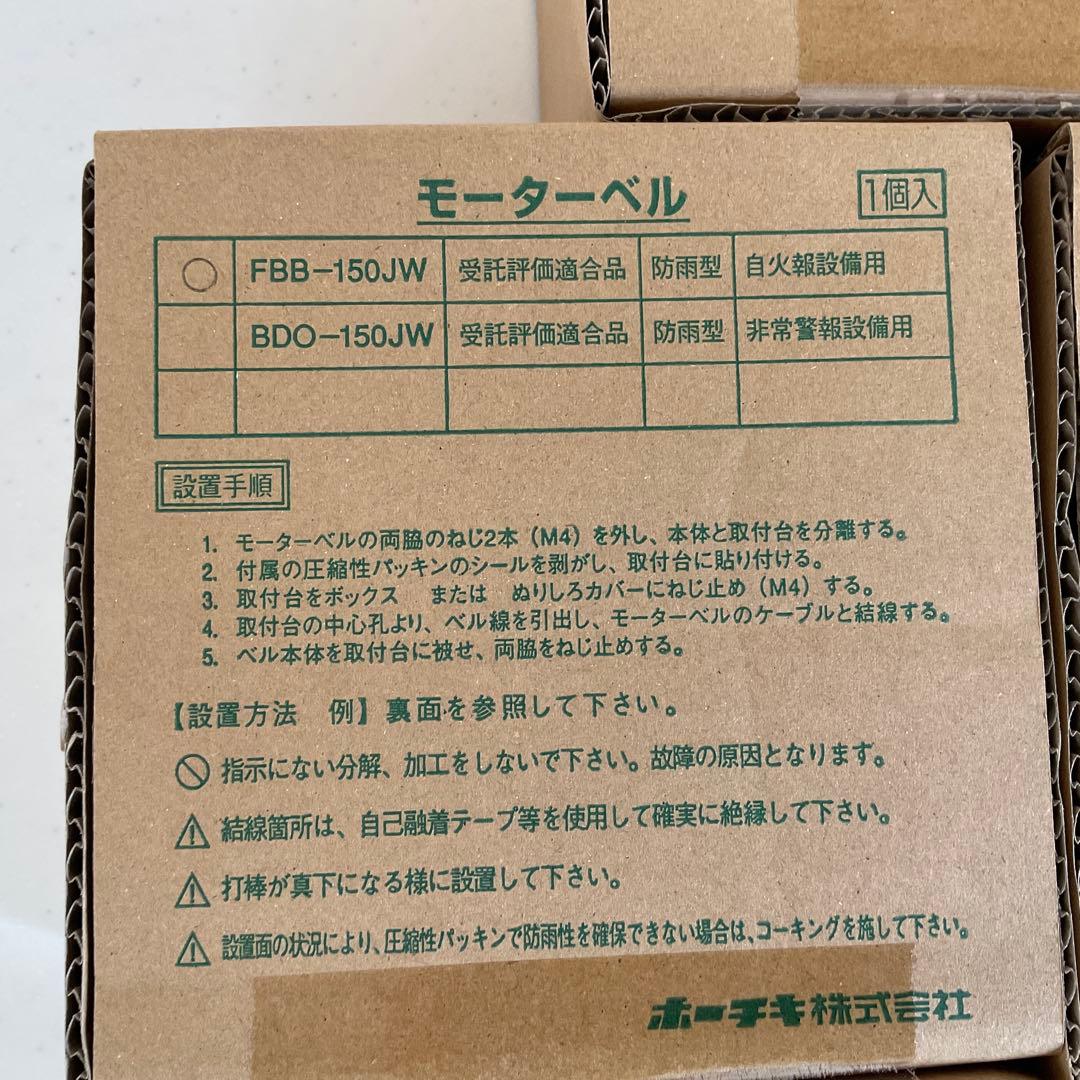 モーターベル
1個入
○ FBB-150JW 受託評価適合品 防雨型 自火報設備用
BDO-150JW 受託評価適合品 防雨型 非常警報設備用
設置手順
1. モーターベルの両脇のねじ2本（M4）を外し、本体と取付台を分離する。
2. 付属の圧縮性パッキンのシールを剥がし、取付台に貼り付ける。
3. 取付台をボックス　または　ぬりしろカバーにねじ止め（M4）する。
4. 取付台の中心孔より、ベル線を引出し、モーターベルのケーブルと結線する。
5. ベル本体を取付台に被せ、両脇をねじ止めする。
【設置方法　例】裏面を参照して下さい。
指示にない分解、加工をしないで下さい。故障の原因となります。
結線箇所は、自己融着テープ等を使用して確実に絶縁して下さい。
打棒が真下になる様に設置して下さい。
設置面の状況により、圧縮性パッキンで防雨性を確保できない場合は、コーキングを施して下さい。
ホーチキ株式会社